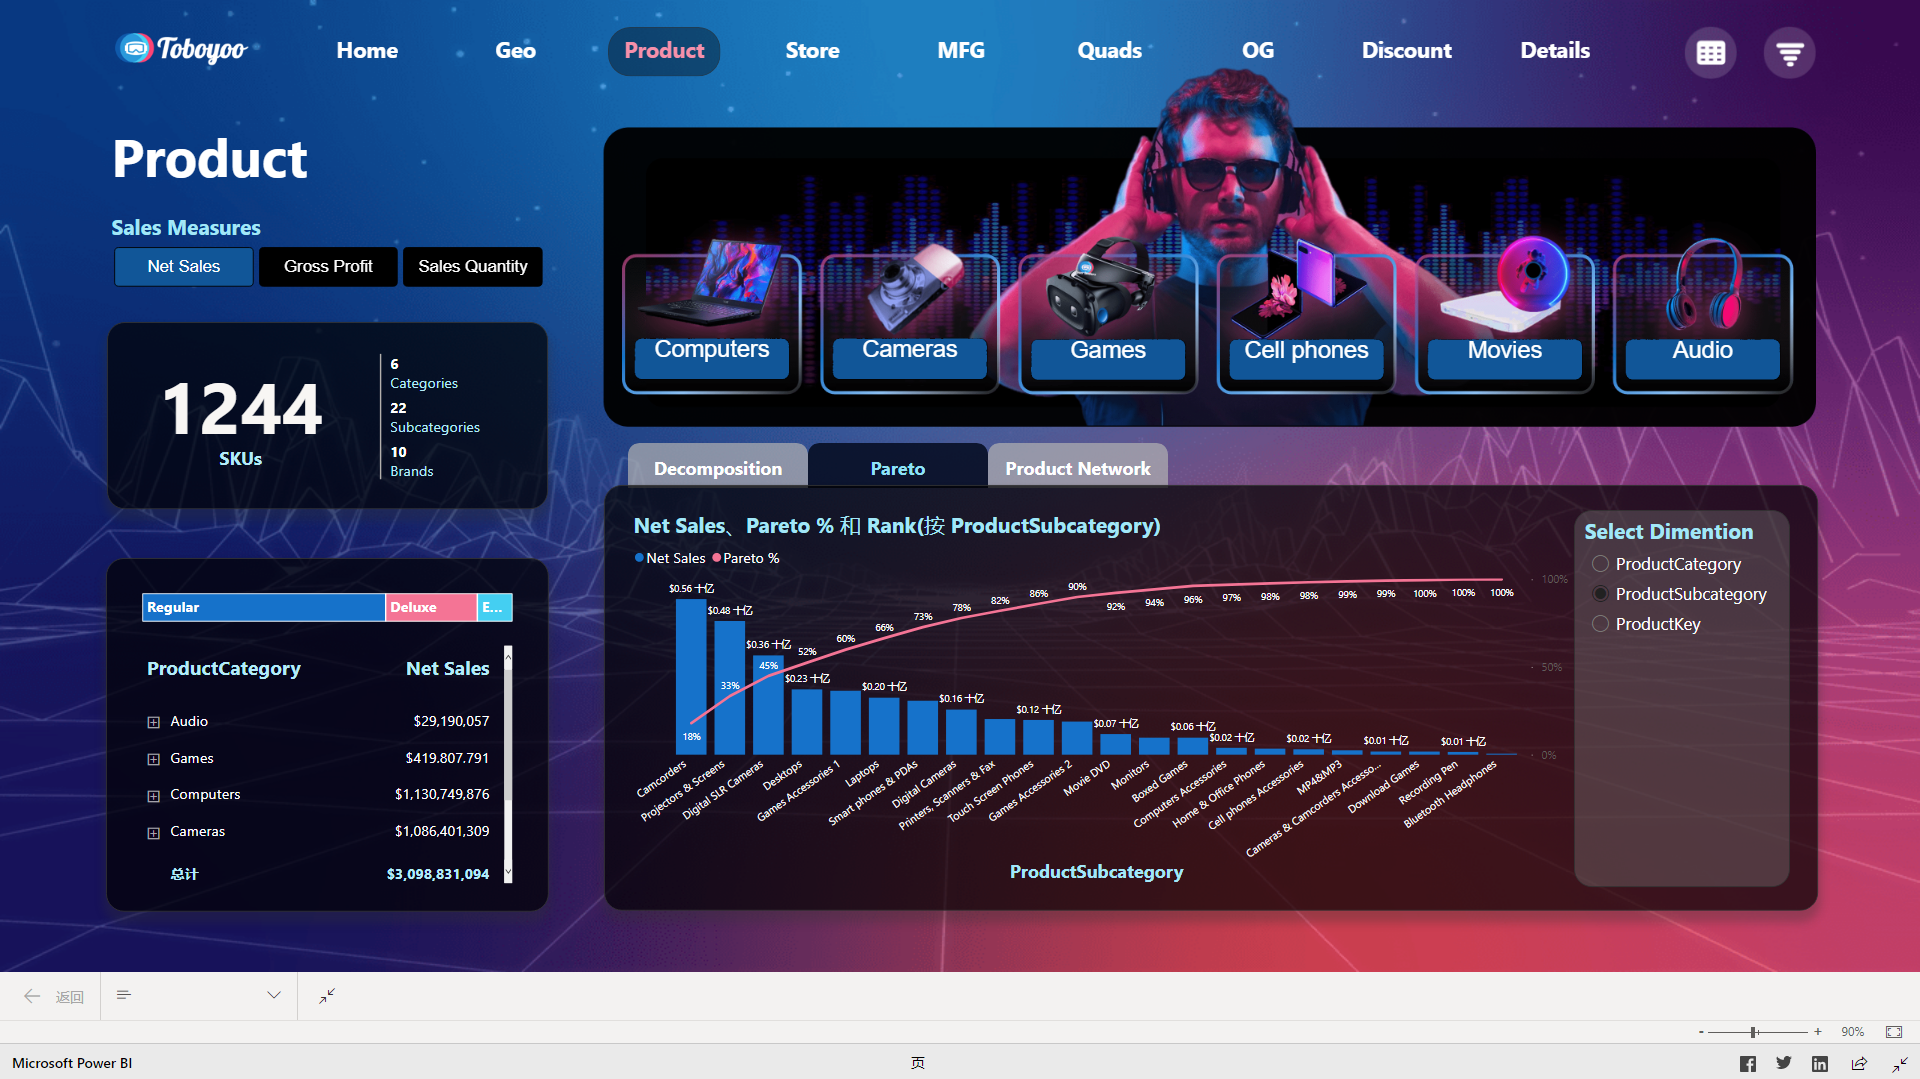 Toboyoo
Home
Geo
Product
Store
MFG
Quads
OG
Discount
Details
Product
Sales Measures
Net Sales
Gross Profit
Sales Quantity
1244
SKUs
6
Categories
22
Subcategories
10
Brands
Computers
Cameras
Games
Cell phones
Movies
Audio
Decomposition
Pareto
Product Network
Regular
Deluxe
E...
ProductCategory Net Sales
Audio $29,190,057
Games $419.807.791
Computers $1,130,749,876
Cameras $1,086,401,309
总计 $3,098,831,094
Net Sales、Pareto % 和 Rank(按 ProductSubcategory)
Net Sales Pareto %
$0.56 十亿
$0.48 十亿
$0.36 十亿
$0.23 十亿
$0.20 十亿
$0.16 十亿
$0.12 十亿
$0.07 十亿
$0.06 十亿
$0.02 十亿
$0.02 十亿
$0.01 十亿
$0.01 十亿
18%
33%
45%
52%
60%
66%
73%
78%
82%
86%
90%
92%
94%
96%
97%
98%
98%
99%
99%
100%
100%
100%
100%
50%
0%
Camcorders
Projectors & Screens
Digital SLR Cameras
Desktops
Games Accessories 1
Laptops
Smart phones & PDAs
Digital Cameras
Printers, Scanners & Fax
Touch Screen Phones
Games Accessories 2
Movie DVD
Monitors
Boxed Games
Computers Accessories
Home & Office Phones
Cell phones Accessories
MP4&MP3
Cameras & Camcorders Accesso...
Download Games
Recording Pen
Bluetooth Headphones
ProductSubcategory
Select Dimention
ProductCategory
ProductSubcategory
ProductKey
返回
- + 90%
Microsoft Power BI
页